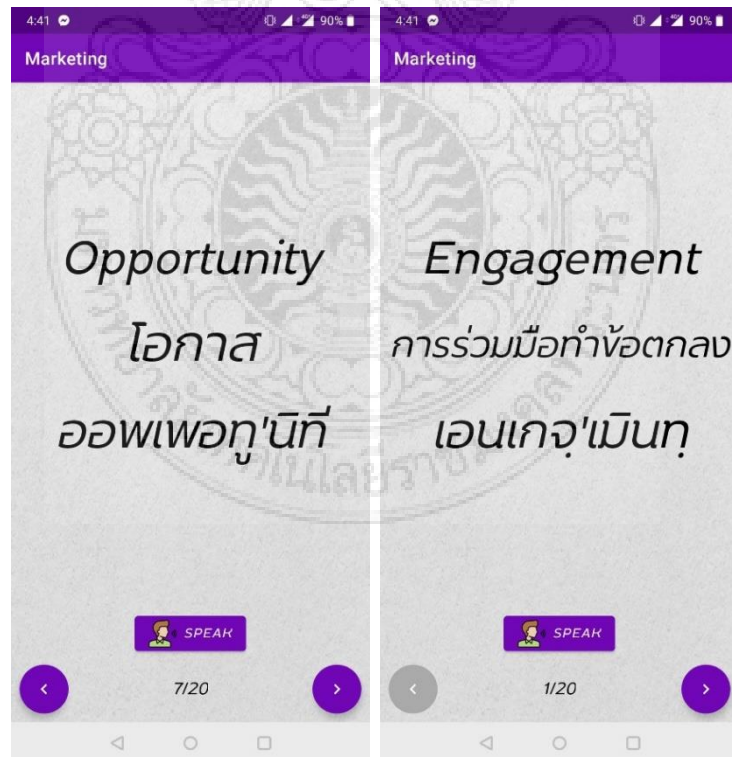 4:41 90%
Marketing
Opportunity
โอกาส
ออพเพอทู'นิที
SPEAK
7/20
4:41 90%
Marketing
Engagement
การร่วมมือทำข้อตกลง
เอนเกจฺ'เมินทฺ
SPEAK
1/20